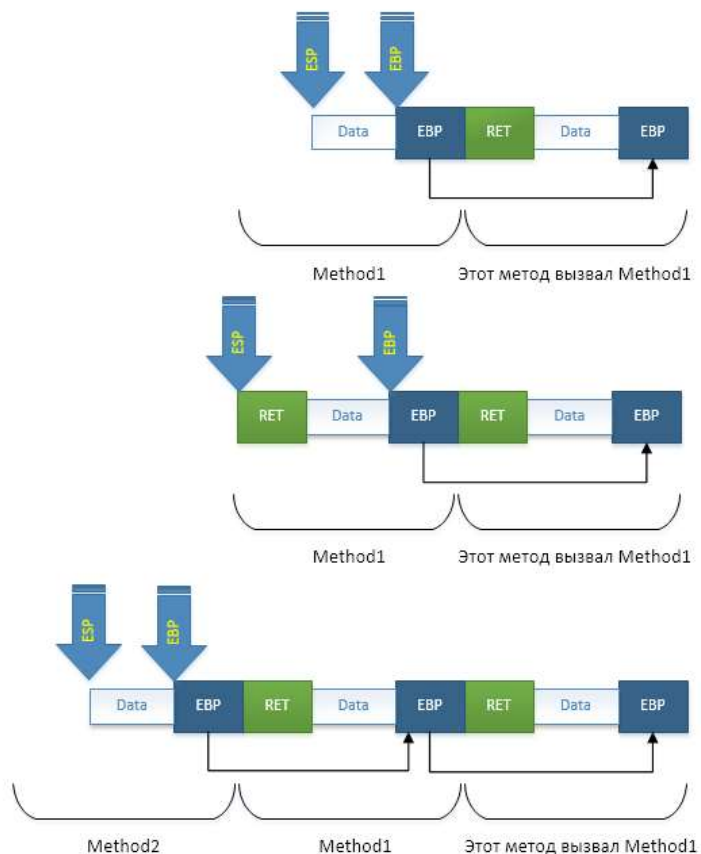 ESP EBP
Data EBP RET Data EBP
Method1 Этот метод вызвал Method1
ESP EBP
RET Data EBP RET Data EBP
Method1 Этот метод вызвал Method1
ESP EBP
Data EBP RET Data EBP RET Data EBP
Method2 Method1 Этот метод вызвал Method1